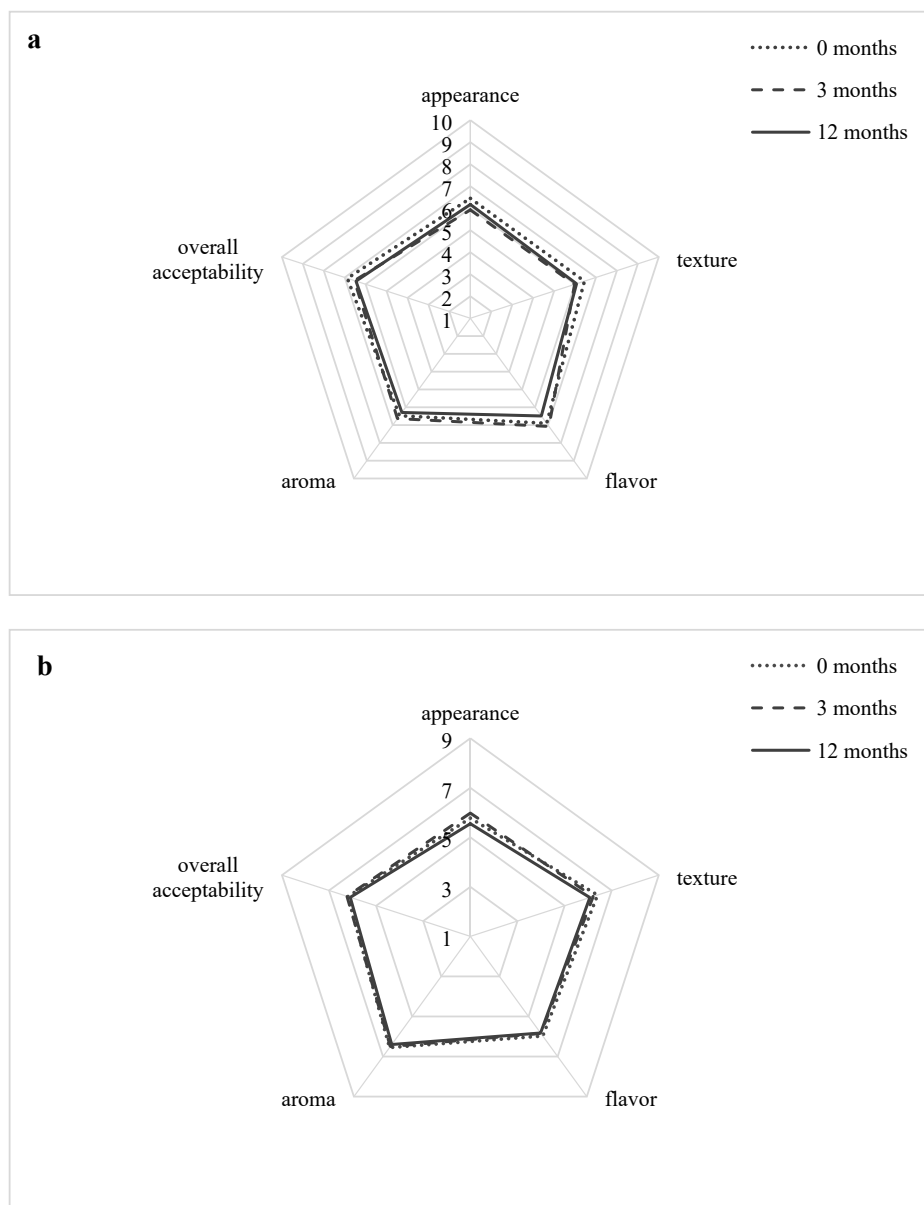 a
0 months
3 months
12 months
appearance
10
9
8
7
6
5
4
3
2
1
overall
acceptability
texture
aroma
flavor
b
0 months
3 months
12 months
appearance
9
7
5
3
1
overall
acceptability
texture
aroma
flavor